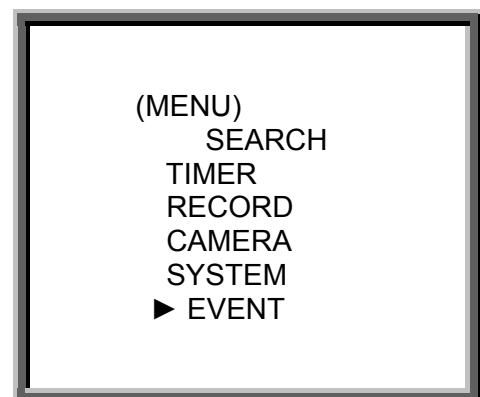 (MENU)
SEARCH
TIMER
RECORD
CAMERA
SYSTEM
► EVENT